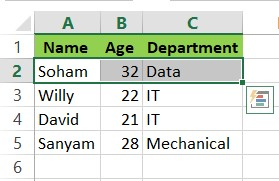 A B C
1 Name Age Department
2 Soham 32 Data
3 Willy 22 IT
4 David 21 IT
5 Sanyam 28 Mechanical
6